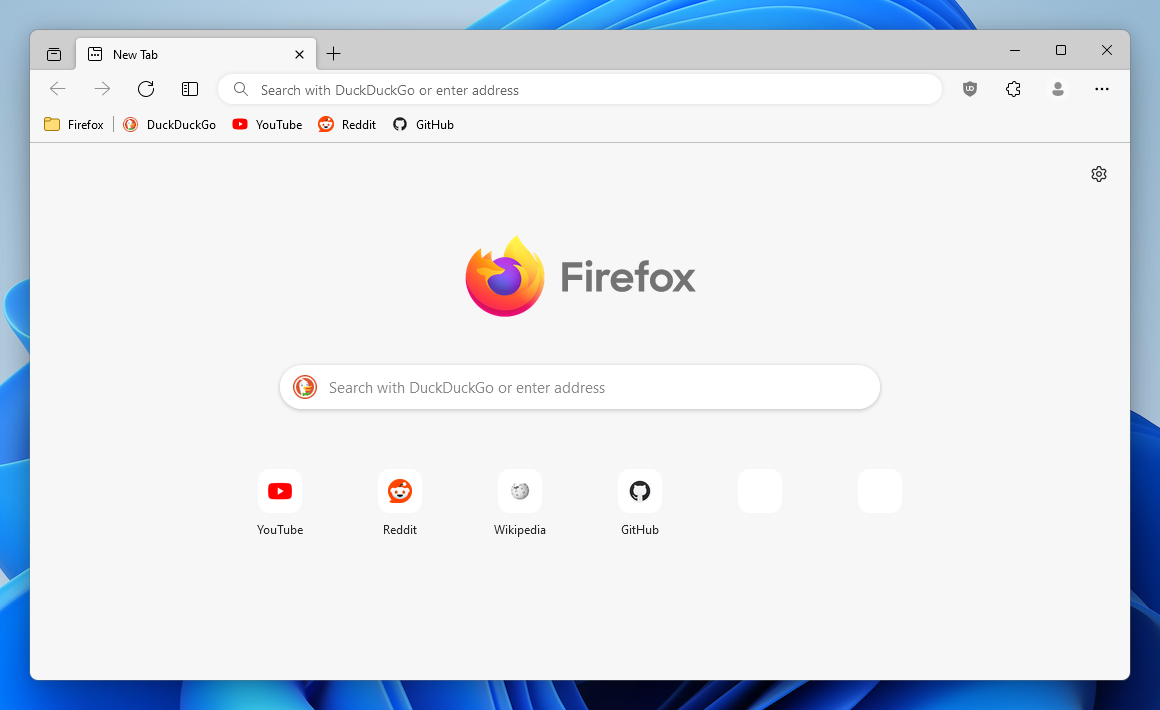 New Tab
Search with DuckDuckGo or enter address
UO
Firefox DuckDuckGo YouTube Reddit GitHub
Firefox
Search with DuckDuckGo or enter address
YouTube Reddit Wikipedia GitHub